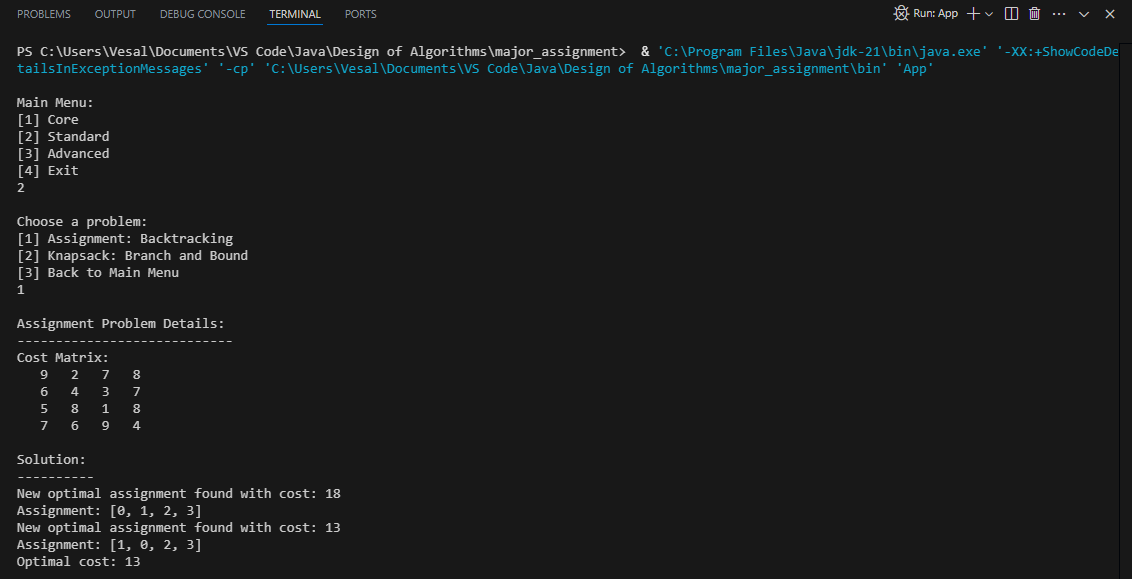 PROBLEMS OUTPUT DEBUG CONSOLE TERMINAL PORTS Run: App
PS C:\Users\Vesal\Documents\VS Code\Java\Design of Algorithms\major_assignment>  & 'C:\Program Files\Java\jdk-21\bin\java.exe' '-XX:+ShowCodeDe
tailsInExceptionMessages' '-cp' 'C:\Users\Vesal\Documents\VS Code\Java\Design of Algorithms\major_assignment\bin' 'App'
Main Menu:
[1] Core
[2] Standard
[3] Advanced
[4] Exit
2
Choose a problem:
[1] Assignment: Backtracking
[2] Knapsack: Branch and Bound
[3] Back to Main Menu
1
Assignment Problem Details:
----------------------------
Cost Matrix:
9 2 7 8
6 4 3 7
5 8 1 8
7 6 9 4
Solution:
----------
New optimal assignment found with cost: 18
Assignment: [0, 1, 2, 3]
New optimal assignment found with cost: 13
Assignment: [1, 0, 2, 3]
Optimal cost: 13